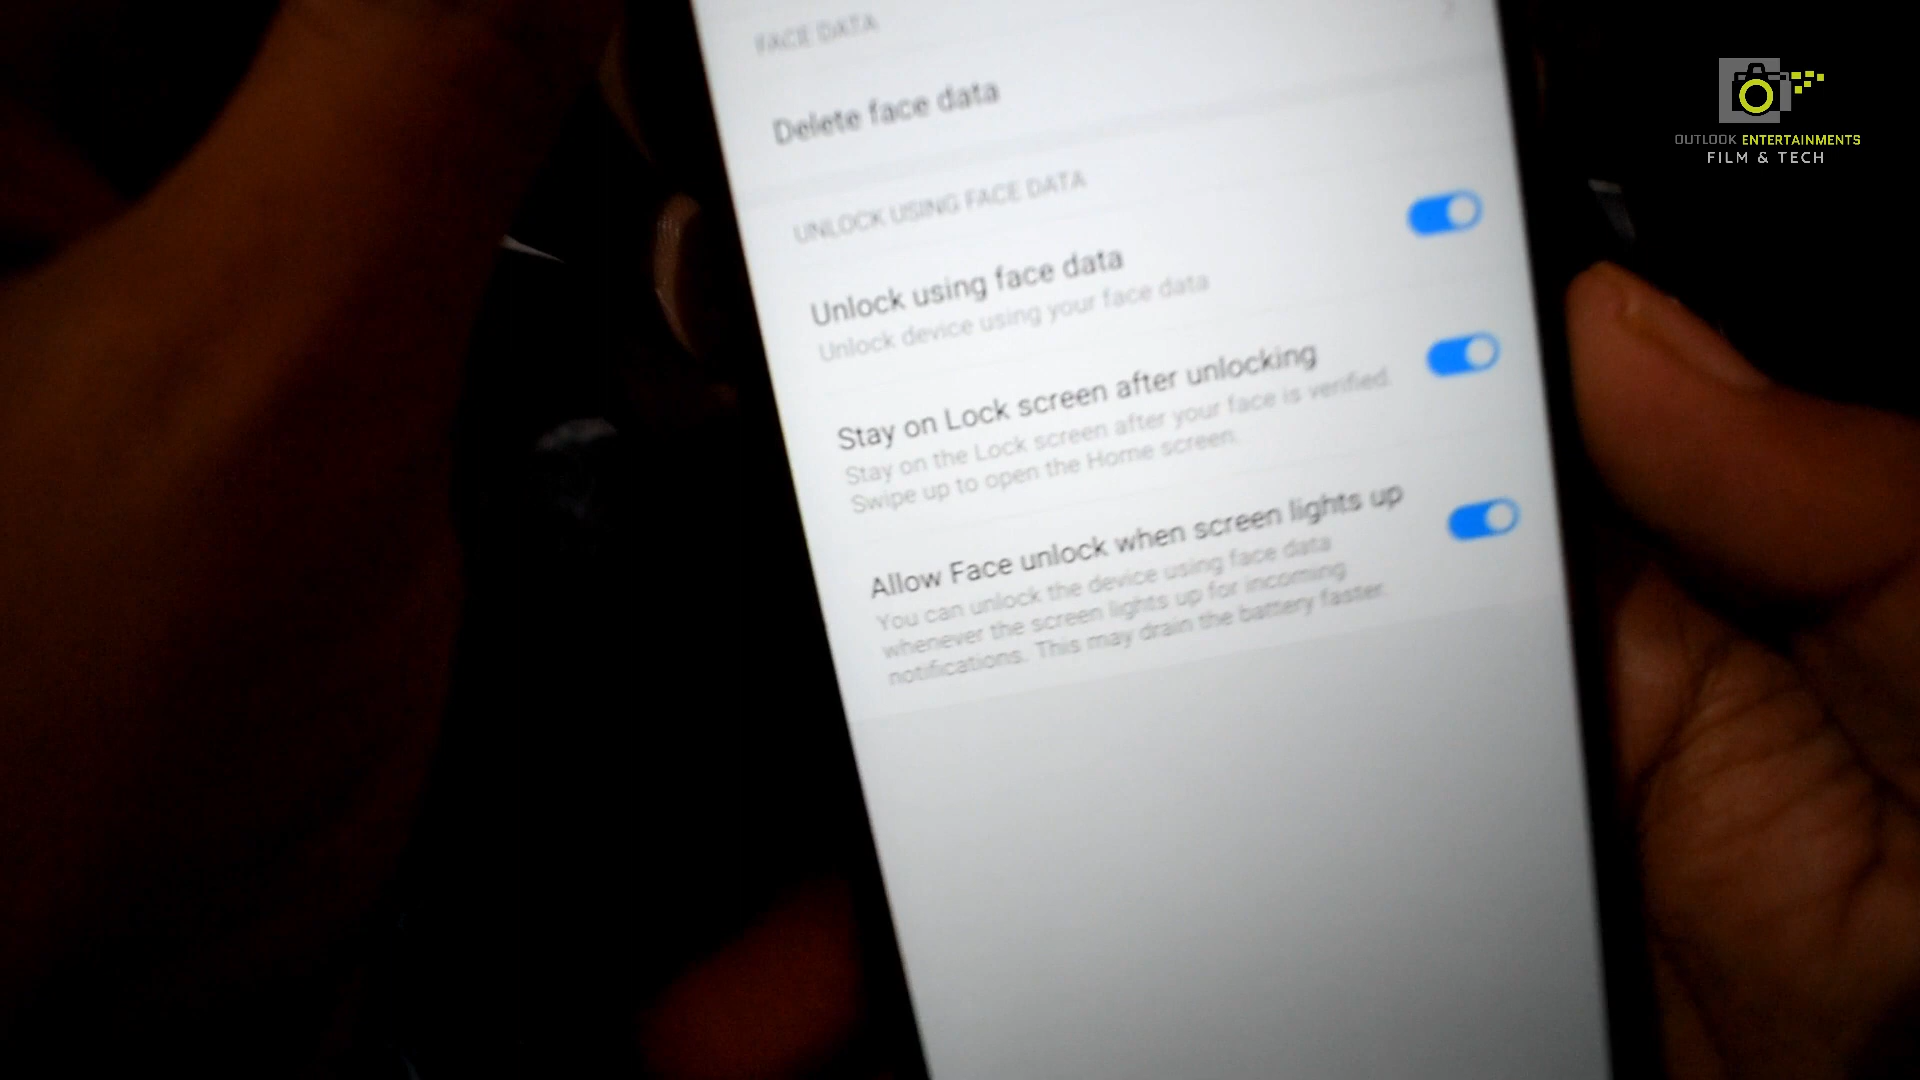 FACE DATA
Delete face data
UNLOCK USING FACE DATA
Unlock using face data
Unlock device using your face data
Stay on Lock screen after unlocking
Stay on the Lock screen after your face is verified.
Swipe up to open the Home screen.
Allow Face unlock when screen lights up
You can unlock the device using face data
whenever the screen lights up for incoming
notifications. This may drain the battery faster.
OUTLOOK ENTERTAINMENTS
FILM & TECH